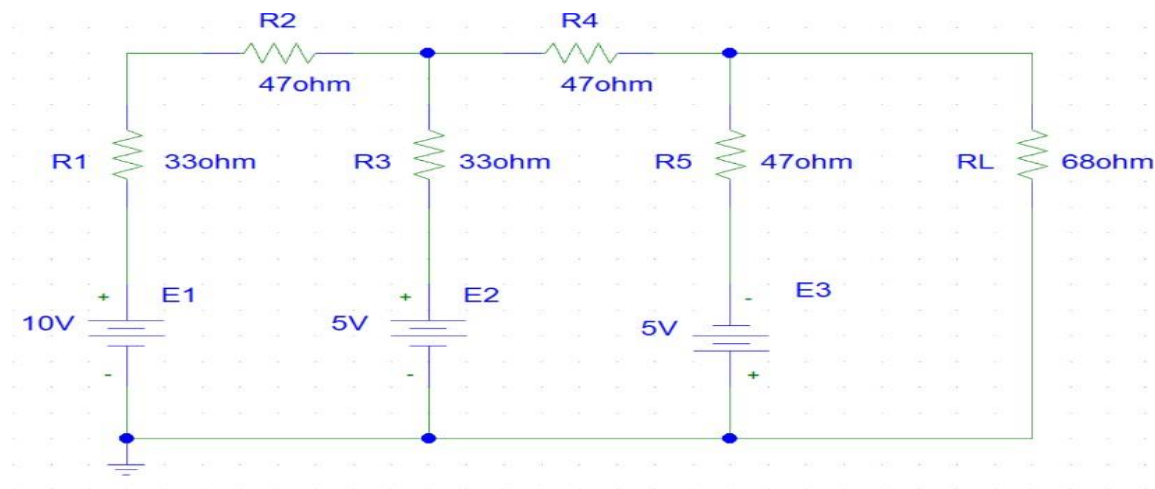 R2 R4
47ohm 47ohm
R1 33ohm R3 33ohm R5 47ohm RL 68ohm
+ E1 + E2 - E3
10V 5V 5V
- - +